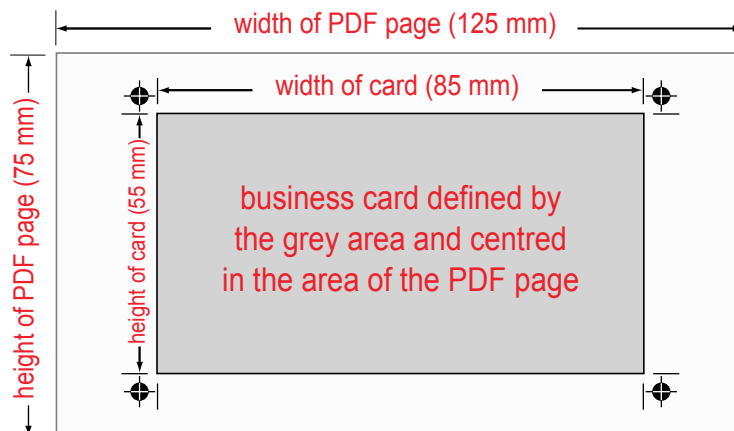 width of PDF page (125 mm)
width of card (85 mm)
height of PDF page (75 mm)
height of card (55 mm)
business card defined by
the grey area and centred
in the area of the PDF page